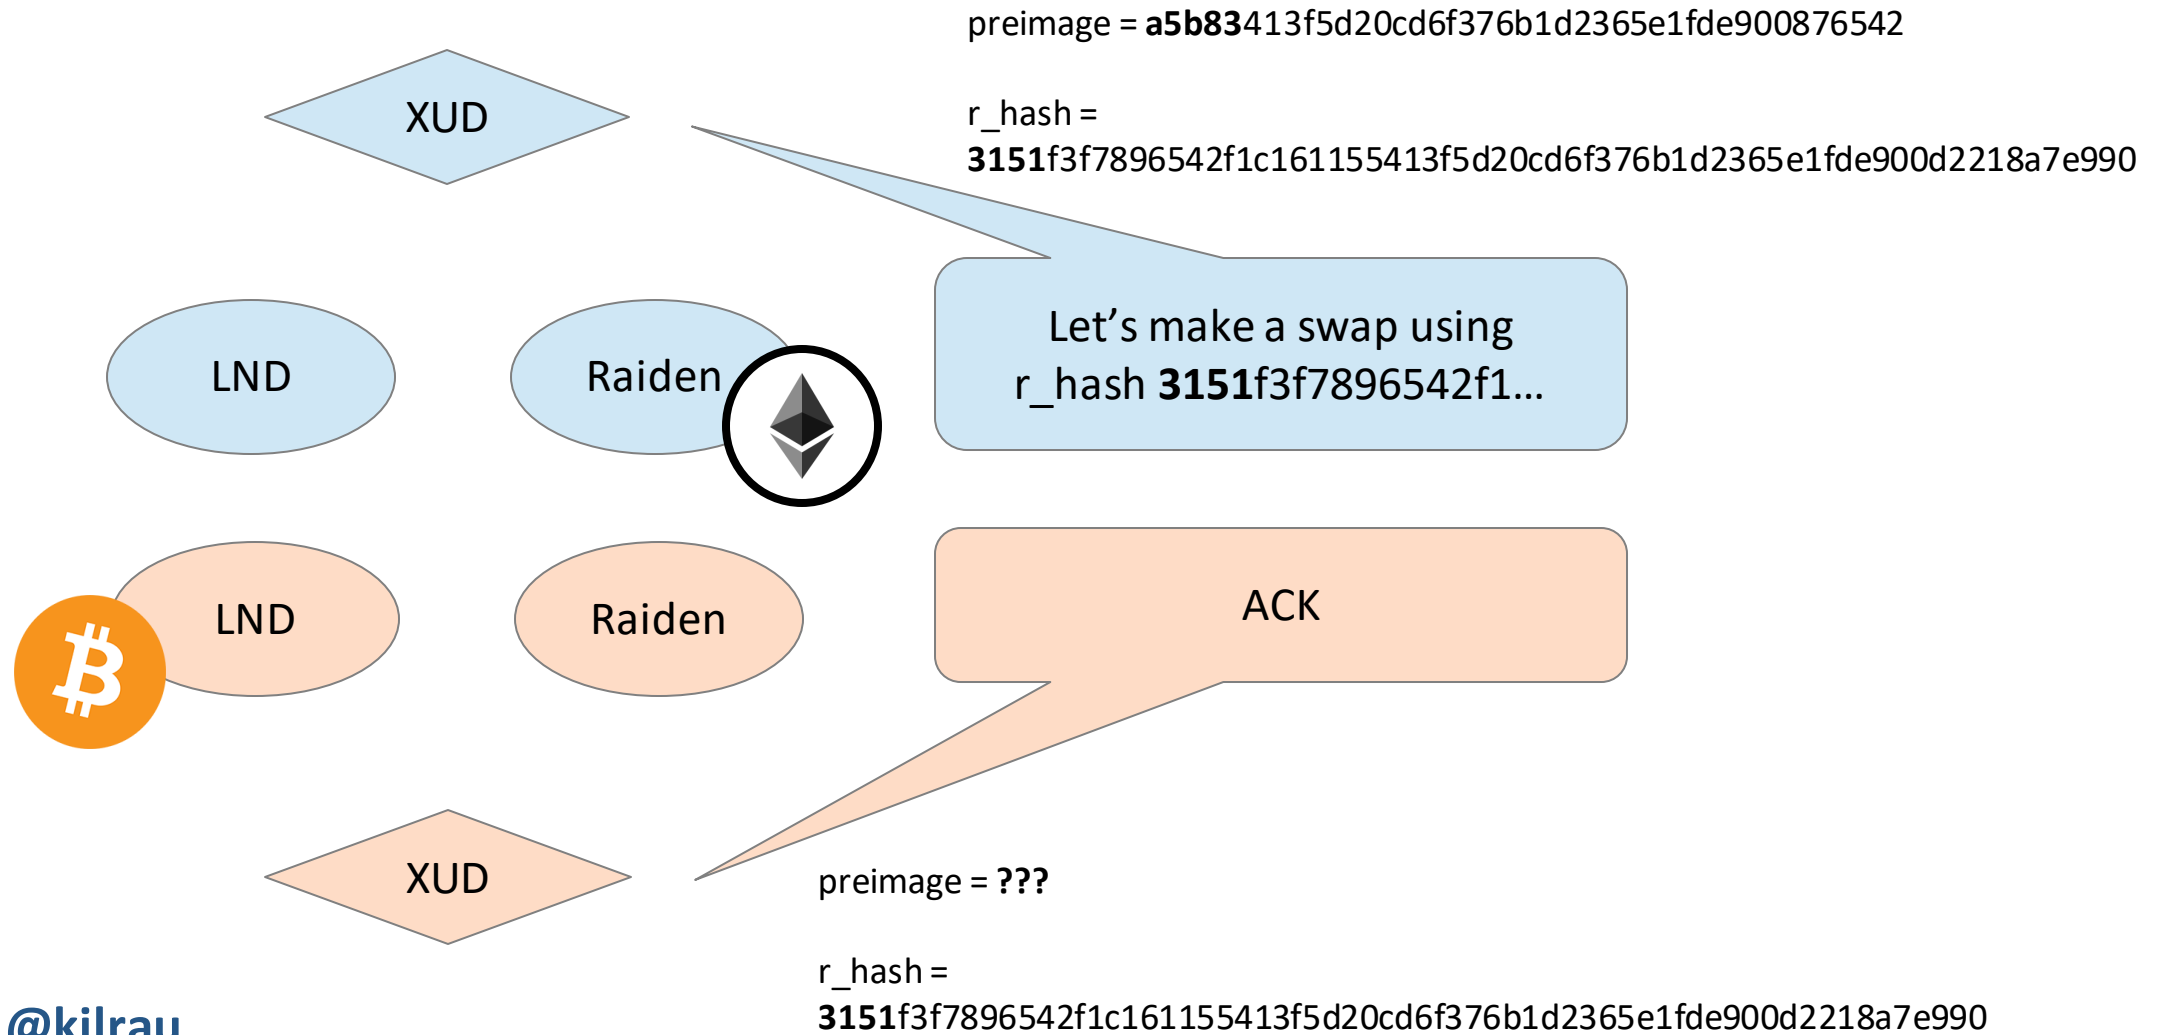 preimage = a5b83413f5d20cd6f376b1d2365e1fde900876542
XUD
r_hash =
3151f3f7896542f1c161155413f5d20cd6f376b1d2365e1fde900d2218a7e990
Let’s make a swap using
r_hash 3151f3f7896542f1...
LND
Raiden
LND
Raiden
ACK
XUD
preimage = ???
r_hash =
3151f3f7896542f1c161155413f5d20cd6f376b1d2365e1fde900d2218a7e990
@kilrau